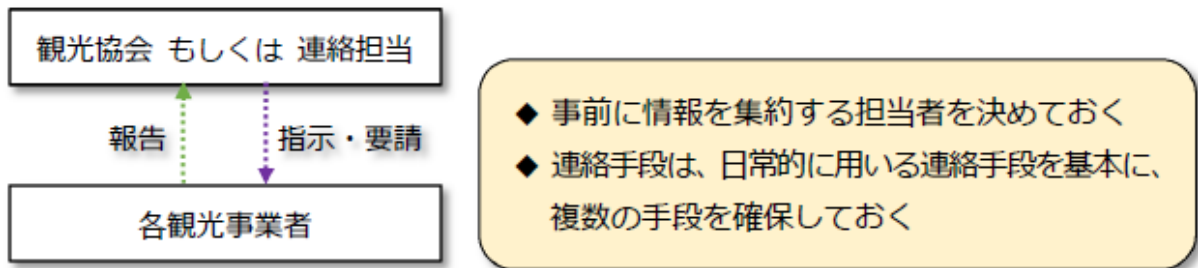 観光協会 もしくは 連絡担当
報告
指示・要請
各観光事業者
◆ 事前に情報を集約する担当者を決めておく
◆ 連絡手段は、日常的に用いる連絡手段を基本に、
複数の手段を確保しておく